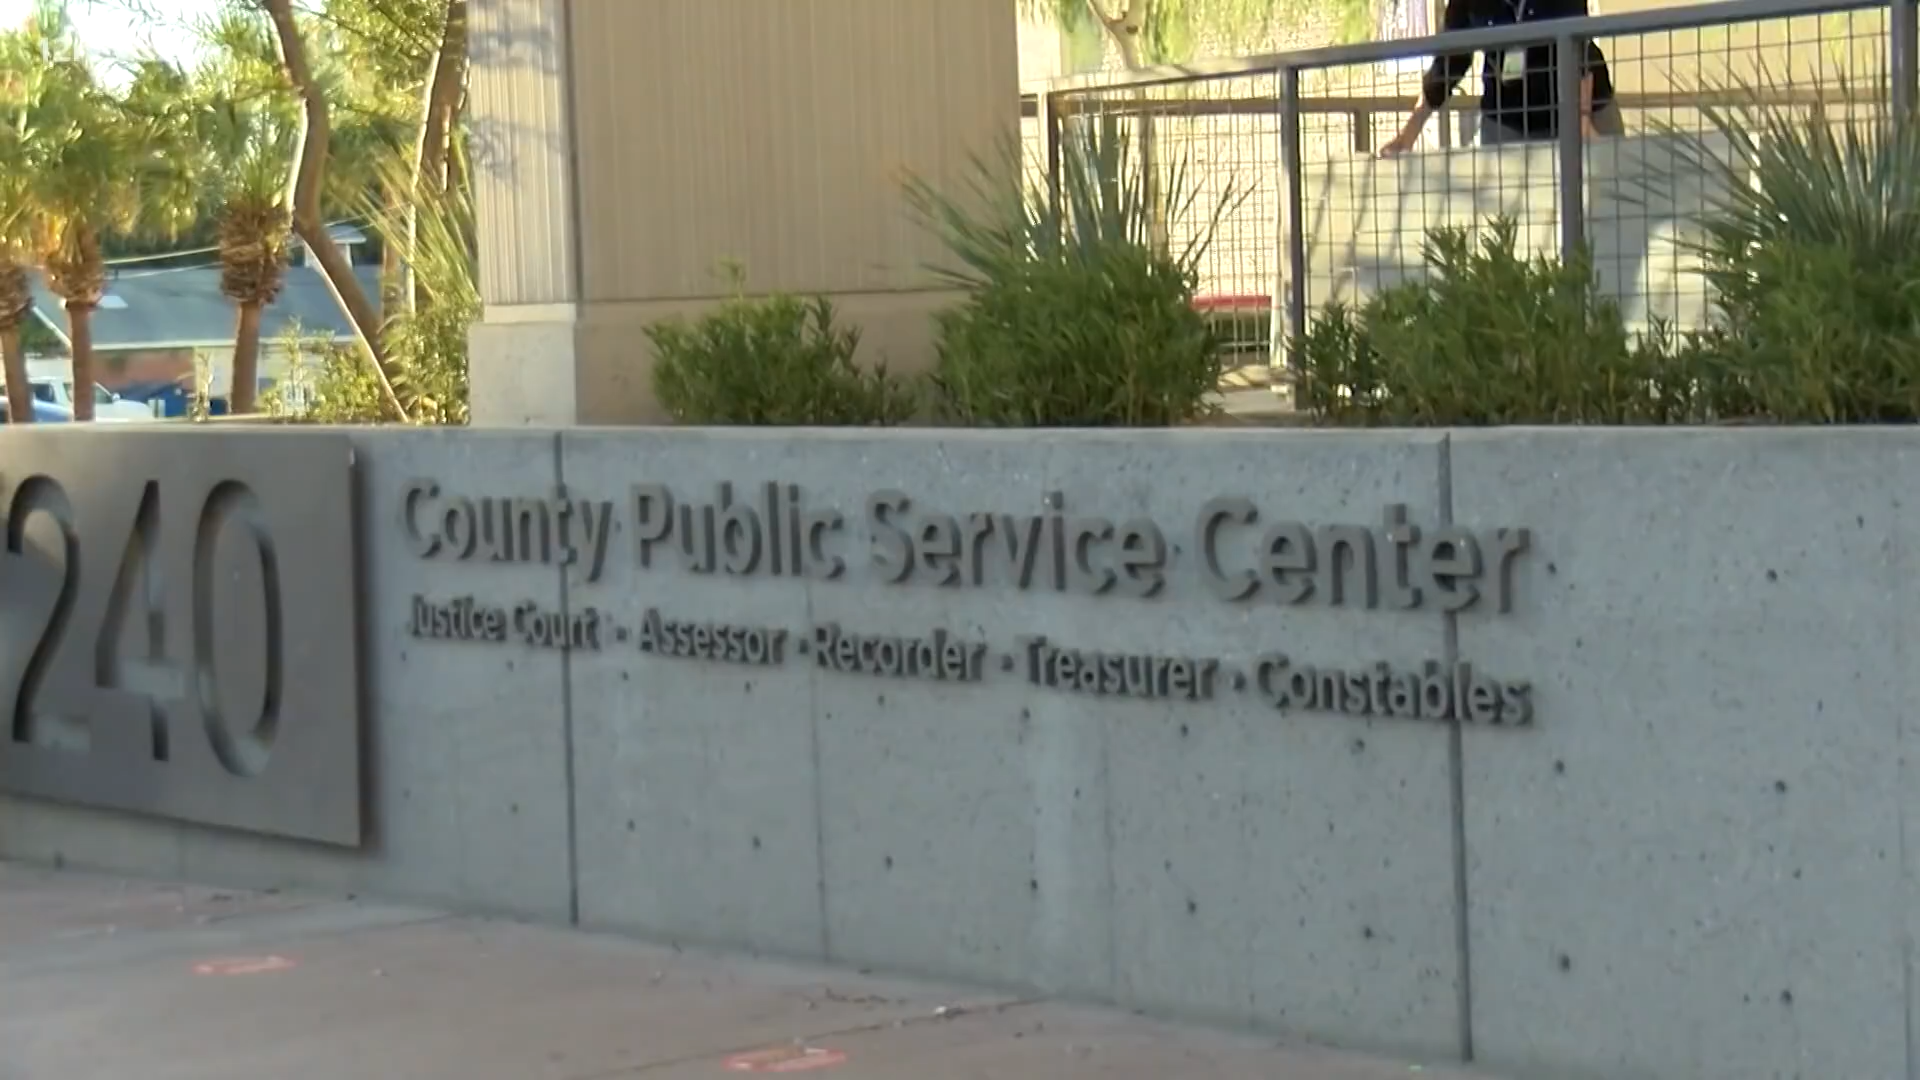 240
County Public Service Center
Justice Court • Assessor • Recorder • Treasurer • Constables